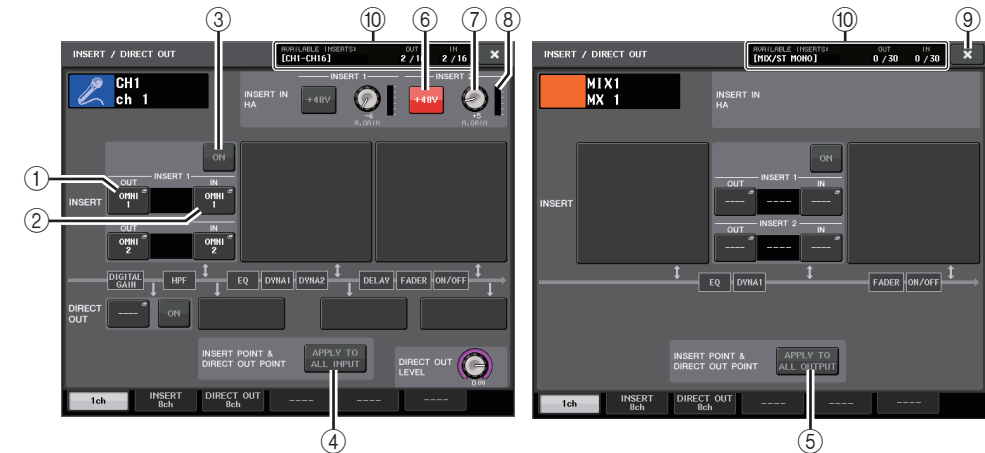 ③ ⑩ ⑥ ⑦ ⑧ ⑩ ⑨
INSERT / DIRECT OUT
AVAILABLE INSERTS: OUT IN
[CH1-CH16] 2 /16 2 /16
×
CH1
ch 1
INSERT IN
HA
INSERT 1
+48V
-6
A.GAIN
INSERT 2
+48V
+5
A.GAIN
ON
①
②
INSERT
OUT INSERT 1 IN
OMNI
1
OMNI
1
OUT IN
OMNI
2
OMNI
2
DIGITAL
GAIN
HPF EQ DYNA1 DYNA2 DELAY FADER ON/OFF
DIRECT
OUT
---- ON
INSERT POINT &
DIRECT OUT POINT
APPLY TO
ALL INPUT
DIRECT OUT
LEVEL
0.00
1ch
INSERT
8ch
DIRECT OUT
8ch
---- ---- ----
④
INSERT / DIRECT OUT
AVAILABLE INSERTS: OUT IN
[MIX/ST MONO] 0 /30 0 /30
×
MIX1
MX 1
INSERT IN
HA
ON
INSERT
OUT INSERT 1 IN
---- ---- ----
OUT INSERT 2 IN
---- ---- ----
EQ DYNA1 FADER ON/OFF
INSERT POINT &
DIRECT OUT POINT
APPLY TO
ALL OUTPUT
1ch
INSERT
8ch
DIRECT OUT
8ch
---- ---- ----
⑤